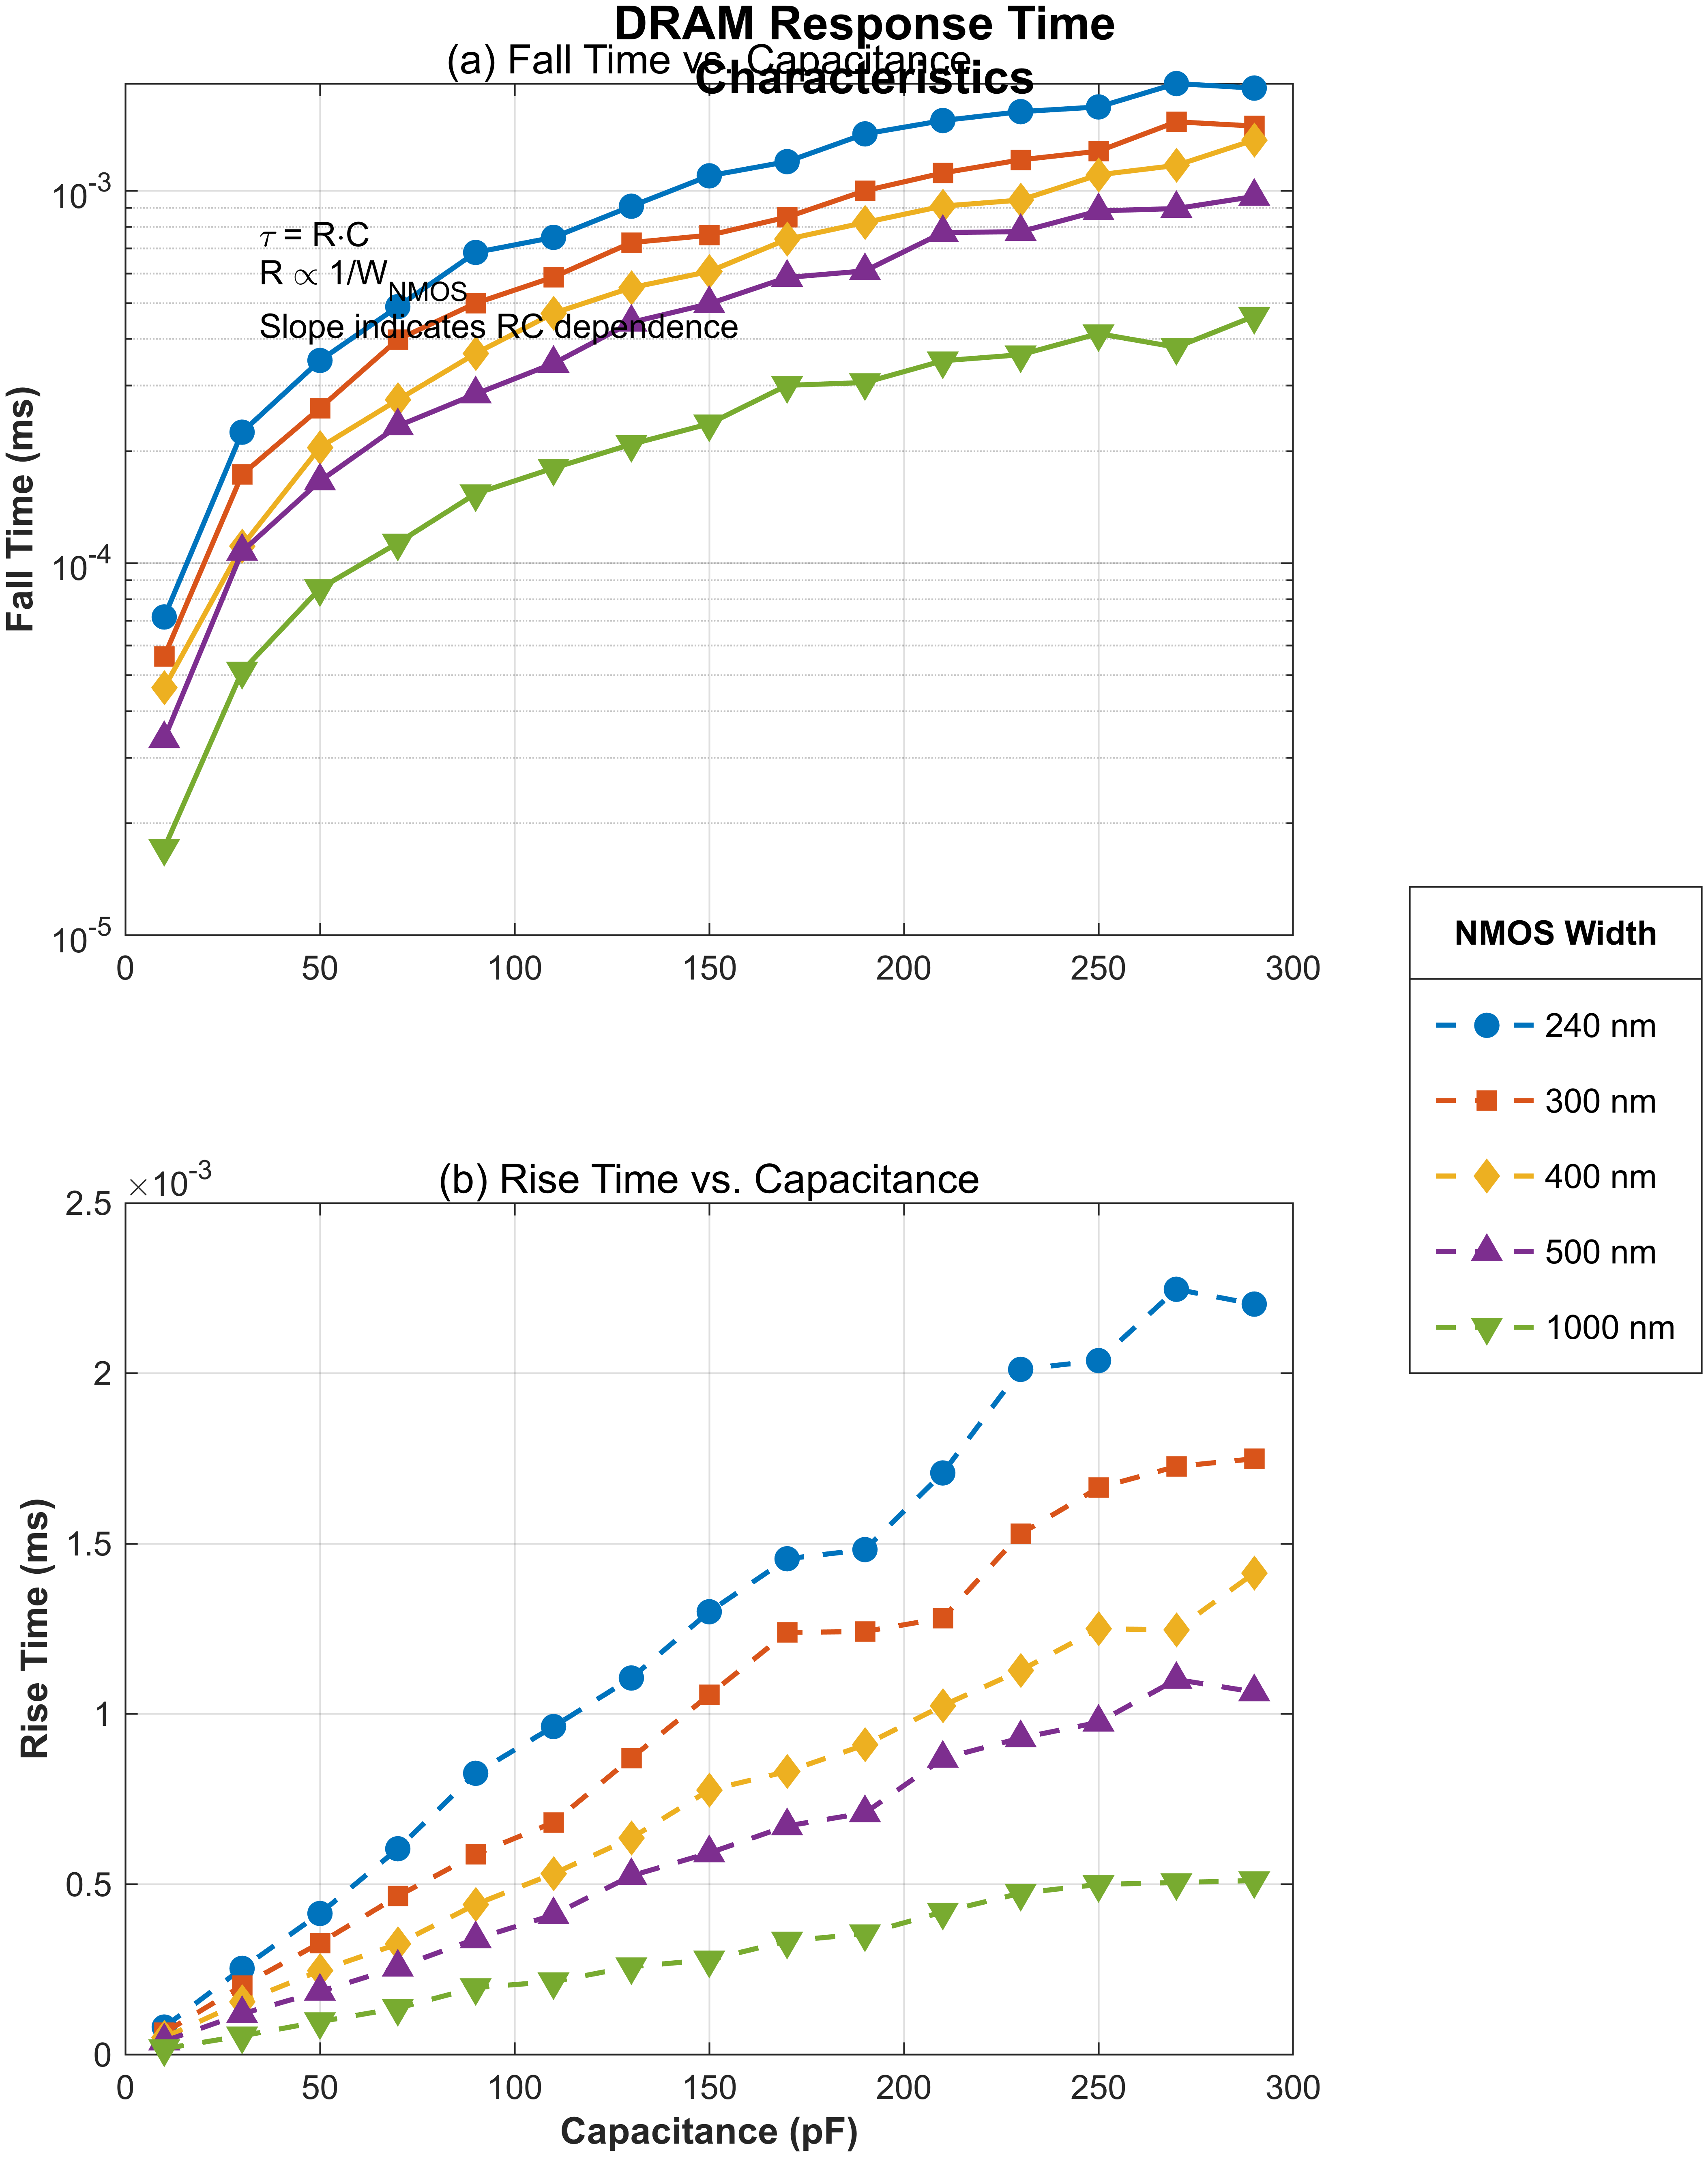 DRAM Response Time
Characteristics
(a) Fall Time vs. Capacitance
τ = R·C
R ∝ 1/W_NMOS
Slope indicates RC dependence
Fall Time (ms)
10^-3
10^-4
10^-5
0 50 100 150 200 250 300
NMOS Width
240 nm
300 nm
400 nm
500 nm
1000 nm
(b) Rise Time vs. Capacitance
×10^-3
Rise Time (ms)
2.5
2
1.5
1
0.5
0
0 50 100 150 200 250 300
Capacitance (pF)